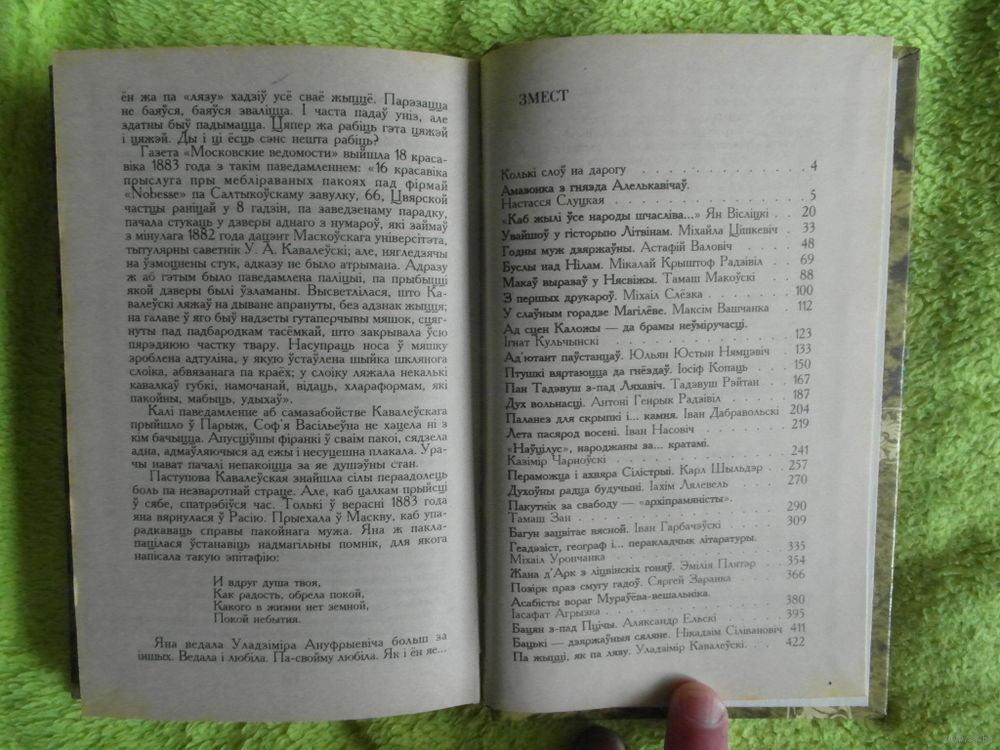 ён жа па «лязу» хадзіў усё сваё жыццё. Парэзацца
не баяўся, баяўся зваліцца. І часта падаў уніз, але
здатны быў падымацца. Цяпер жа рабіць гэта цяжэй
і цяжэй. Ды і ці ёсць сэнс нешта рабіць?
Газета «Московские ведомости» выйшла 18 краса-
віка 1883 года з такім паведамленнем: «16 красавіка
прыслуга пры мебліраваных пакоях пад фірмай
«Nobesse» па Салтыкоўскаму завулку, 66, Цвярской
часткы раніцай у 8 гадзін, па заведзенаму парадку,
пачала стукаць у дзверы аднаго з нумароў, які займаў
з мінулага 1882 года дацэнт Маскоўскага універсітэта,
тытулярны саветнік У. А. Кавалеўскі; але, нягледзячы
на ўзмоцнены стук, адказу не было атрымана. Адразу
ж аб гэтым было паведамлена паліцыі, па прыбыцці
якой дзверы былі ўзламаны. Высветлілася, што Ка-
валеўскі ляжаў на дыване апрануты, без адзнак жыцця;
на галаве ў яго быў надзеты гутаперчывы мяшок, сцяг-
нуты пад падбародкам тасёмкай, што закрывала ўсю
пярэднюю частку твару. Насупраць носа ў мяшку
зроблена адтуліна, у якую ўстаўлена шыйка шклянога
слоіка, абвязанага па краёх; у слоіку ляжала некалькі
кавалкаў губкі, намочанай, відаць, хлараформам, які
пакойны, мабыць, удыхаў».
Калі паведамленне аб самазабойстве Кавалеўскага
прыйшло ў Парыж, Соф'я Васільеўна не хацела ні з
кім бачыцца. Апусціўшы фіранкі ў сваім пакоі, сядзела
адна, адмаўляючыся ад ежы і несуцешна плакала. Ура-
чы нават пачалі непакоіцца за яе душэўны стан.
Паступова Кавалеўская знайшла сілы пераадолець
боль па незваротнай страце. Але, каб цалкам прыйсці
ў сябе, спатрэбіўся час. Толькі ў верасні 1883 года
яна вярнулася ў Расію. Прыехала ў Маскву, каб уп-
арадкаваць справы пакойнага мужа. Яна ж пакла-
пацілася ўстанавіць надмагільны помнік, для якога
напісала такую эпітафію:
И вдруг душа твоя,
Как радость, обрела покой,
Какого в жизни нет земной,
Покой небытия.
Яна ведала Уладзіміра Ануфрыевіча больш за
іншых. Ведала і любіла. Па-свойму любіла. Як і ён яе...
ЗМЕСТ
Колькі слоў на дарогу 4
Амазонка з гнязда Алелькавічаў.
Настасся Слуцкая 5
«Каб жылі ўсе народы шчасліва...» Ян Вісліцкі 20
Увайшоў у гісторыю Літвінам. Міхайла Цішкевіч 33
Годны муж дзяржаўны. Астафій Валовіч 48
Буслы над Нілам. Мікалай Крыштоф Радзівіл 69
Макаў выразаў у Нясвіжы. Тамаш Макоўскі 88
З першых друкароў. Міхаіл Слёзка 100
У слаўным горадзе Магілёве. Максім Вашчанка 112
Ад сцен Каложы — да брамы неўміручасці.
Ігнат Кульчынскі 123
Ад'ютант паўстанцаў. Юльян Юстын Нямцэвіч 133
Птушкі вяртаюцца да гнёздаў. Іосіф Копаць 150
Пан Тадэвуш з-пад Ляхавіч. Тадэвуш Рэйтан 167
Дух вольнасці. Антоні Генрык Радзівіл 187
Паланез для скрыпкі і... камня. Іван Дабравольскі 204
Лета пасярод восені. Іван Насовіч 219
«Наўцілус», народжаны за... кратамі.
Казімір Чарноўскі 241
Пераможца і ахвяра Сілістрыі. Карл Шыльдэр 257
Духоўны радца будучыні. Іахім Лялевель 270
Пакутнік за свабоду — «архіпрамяністы».
Тамаш Зан 290
Багун зацвітае вясной. Іван Гарбачэўскі 309
Геадэзіст, географ і... перакладчык літаратуры.
Міхаіл Урончанка 335
Жана д'Арк з ліцвінскіх гоняў. Эмілія Плятэр 354
Позірк праз смугу гадоў. Сяргей Заранка 366
Асабісты вораг Мураўёва-вешальніка.
Іасафат Агрызка 380
Бацян з-пад Пцічы. Аляксандр Ельскі 395
Бацькі — дзяржаўныя сяляне. Нікадзім Сілівановіч 411
Па жыцці, як па лязу. Уладзімір Кавалеўскі. 422